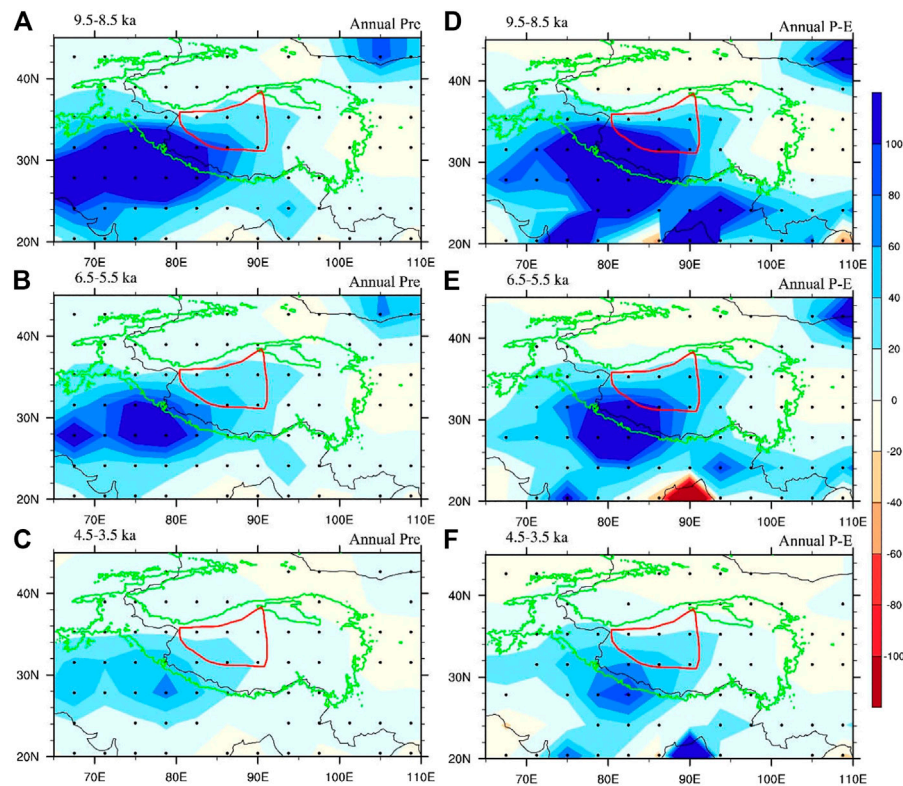 A 9.5-8.5 ka Annual Pre
40N
30N
20N
70E 80E 90E 100E 110E
B 6.5-5.5 ka Annual Pre
40N
30N
20N
70E 80E 90E 100E 110E
C 4.5-3.5 ka Annual Pre
40N
30N
20N
70E 80E 90E 100E 110E
D 9.5-8.5 ka Annual P-E
40N
30N
20N
70E 80E 90E 100E 110E
E 6.5-5.5 ka Annual P-E
40N
30N
20N
70E 80E 90E 100E 110E
F 4.5-3.5 ka Annual P-E
40N
30N
20N
70E 80E 90E 100E 110E
100
80
60
40
20
0
-20
-40
-60
-80
-100